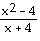 x² − 4
x + 4